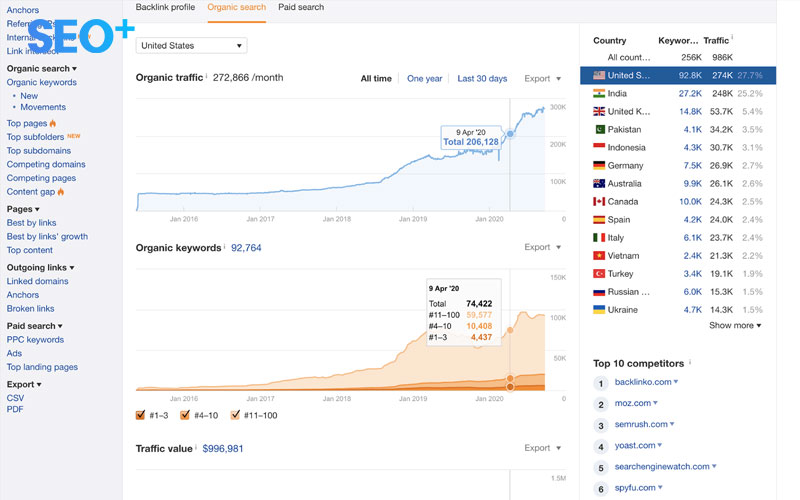 Anchors
Internal
Link
Organic search ▾
Organic keywords
• New
• Movements
Top pages
Top subfolders NEW
Top subdomains
Competing domains
Competing pages
Content gap
Pages ▾
Best by links
Best by links' growth
Top content
Outgoing links ▾
Linked domains
Anchors
Broken links
Paid search ▾
PPC keywords
Ads
Top landing pages
Export ▾
CSV
PDF
SEO+
Backlink profile Organic search Paid search
United States ▾
Organic traffic i 272,866 /month
All time One year Last 30 days Export ▾
300K
200K
100K
0
9 Apr '20
Total 206,128
Jan 2016 Jan 2017 Jan 2018 Jan 2019 Jan 2020
Organic keywords i 92,764
Export ▾
150K
100K
50K
0
9 Apr '20
Total 74,422
#11–100 59,577
#4–10 10,408
#1–3 4,437
Jan 2016 Jan 2017 Jan 2018 Jan 2019 Jan 2020
#1–3 #4–10 #11–100
Traffic value i $996,981
Export ▾
1.5M
Country Keywor... Traffic i
All count... 256K 986K
United S... 92.8K 274K 27.7%
India 27.2K 248K 25.2%
United K... 14.8K 53.7K 5.4%
Pakistan 4.1K 34.2K 3.5%
Indonesia 4.3K 30.7K 3.1%
Germany 7.5K 26.9K 2.7%
Australia 9.9K 26.1K 2.6%
Canada 10.0K 24.3K 2.5%
Spain 4.2K 24.0K 2.4%
Italy 6.1K 23.7K 2.4%
Vietnam 2.4K 21.3K 2.2%
Turkey 3.4K 19.1K 1.9%
Russian ... 6.0K 15.3K 1.5%
Ukraine 4.7K 14.3K 1.5%
Show more ▾
Top 10 competitors i
1 backlinko.com ▾
2 moz.com ▾
3 semrush.com ▾
4 yoast.com ▾
5 searchenginewatch.com ▾
6 spyfu.com ▾